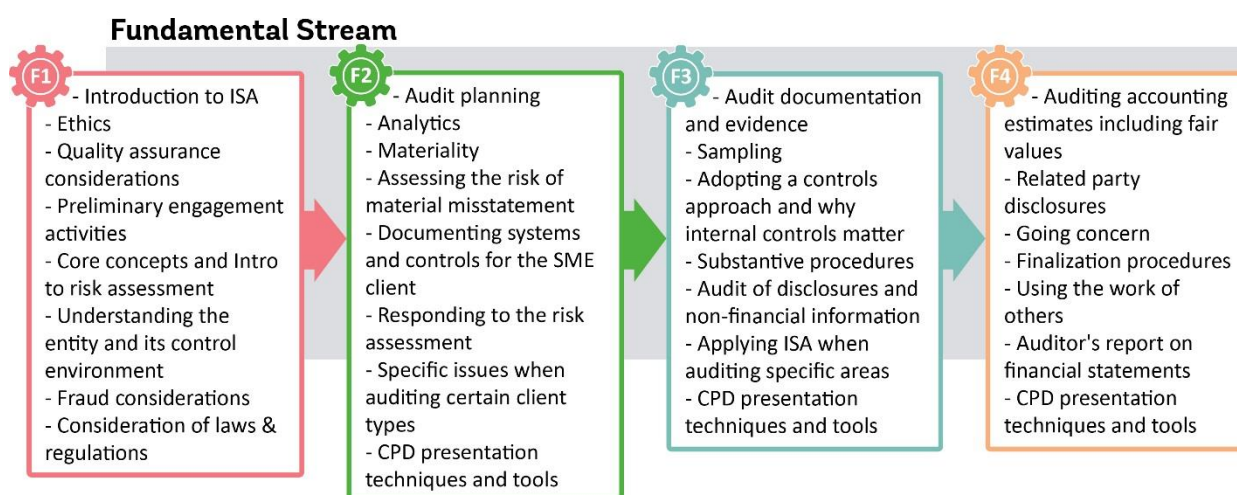 Fundamental Stream
F1
- Introduction to ISA
- Ethics
- Quality assurance
considerations
- Preliminary engagement
activities
- Core concepts and Intro
to risk assessment
- Understanding the
entity and its control
environment
- Fraud considerations
- Consideration of laws &
regulations
F2
- Audit planning
- Analytics
- Materiality
- Assessing the risk of
material misstatement
- Documenting systems
and controls for the SME
client
- Responding to the risk
assessment
- Specific issues when
auditing certain client
types
- CPD presentation
techniques and tools
F3
- Audit documentation
and evidence
- Sampling
- Adopting a controls
approach and why
internal controls matter
- Substantive procedures
- Audit of disclosures and
non-financial information
- Applying ISA when
auditing specific areas
- CPD presentation
techniques and tools
F4
- Auditing accounting
estimates including fair
values
- Related party
disclosures
- Going concern
- Finalization procedures
- Using the work of
others
- Auditor's report on
financial statements
- CPD presentation
techniques and tools